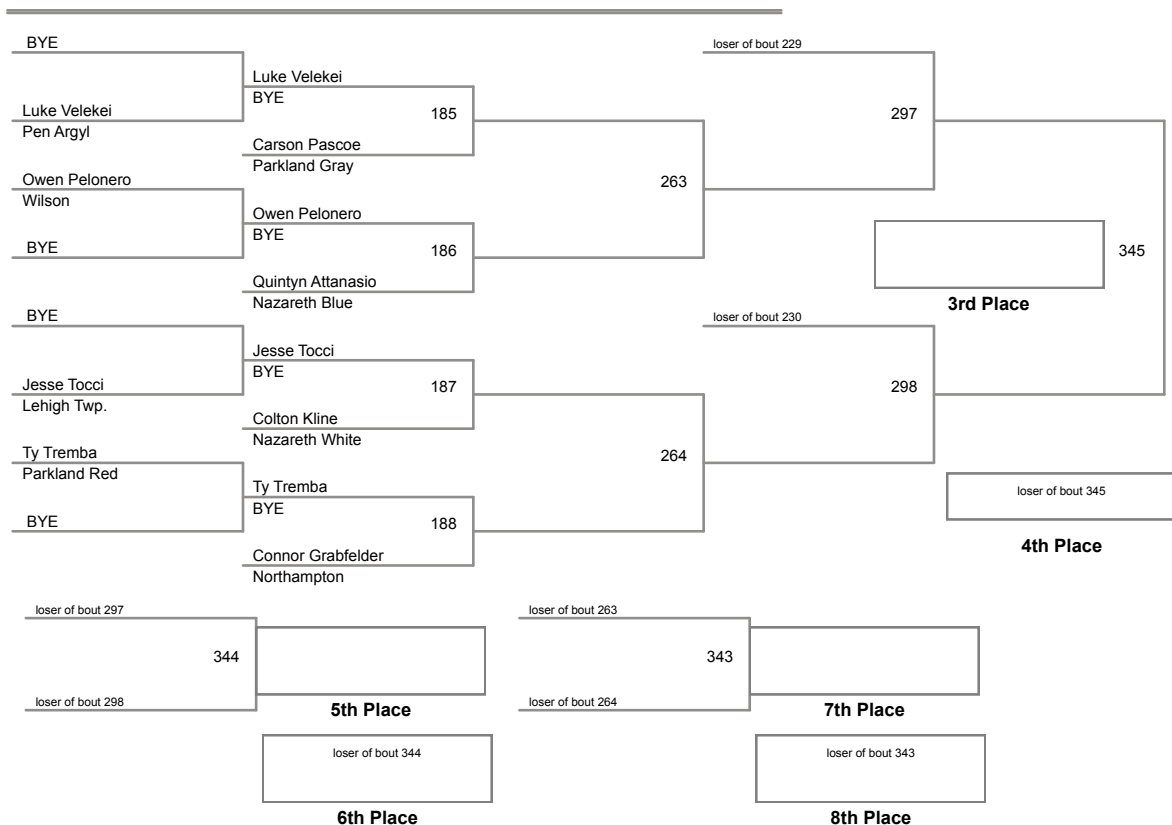 BYE
Luke Velekei
Pen Argyl
Owen Pelonero
Wilson
BYE
BYE
Jesse Tocci
Lehigh Twp.
Ty Tremba
Parkland Red
BYE
Luke Velekei
BYE
185
Carson Pascoe
Parkland Gray
Owen Pelonero
BYE
186
Quintyn Attanasio
Nazareth Blue
Jesse Tocci
BYE
187
Colton Kline
Nazareth White
Ty Tremba
BYE
188
Connor Grabfelder
Northampton
263
264
loser of bout 229
297
loser of bout 230
298
345
3rd Place
loser of bout 345
4th Place
loser of bout 297
344
loser of bout 298
5th Place
loser of bout 344
6th Place
loser of bout 263
343
loser of bout 264
7th Place
loser of bout 343
8th Place